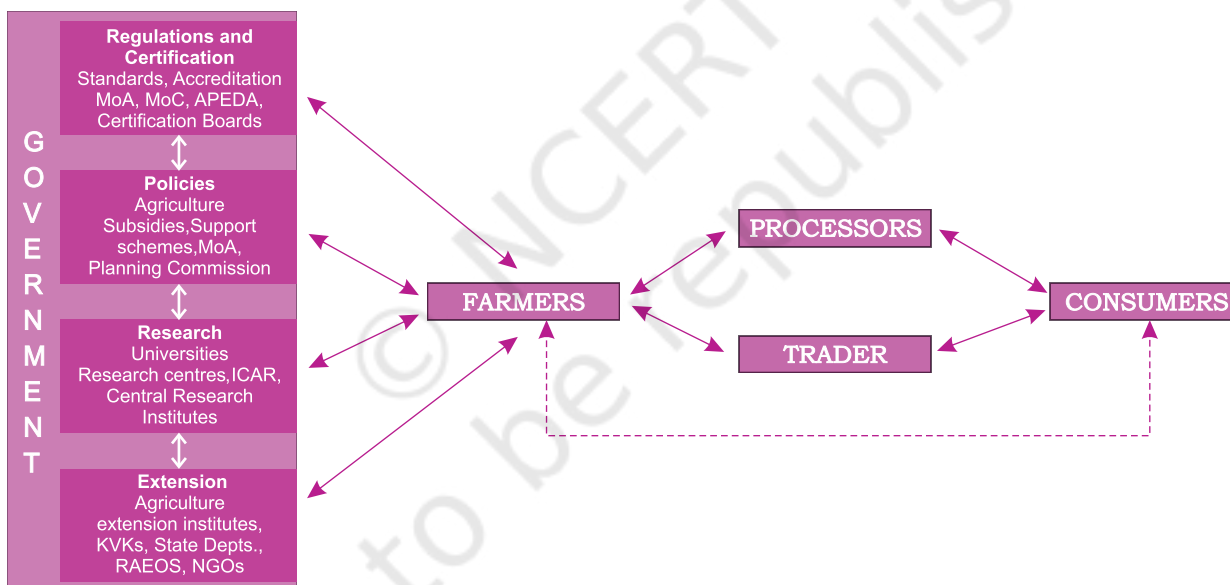 GOVERNMENT
Regulations and
Certification
Standards, Accreditation
MoA, MoC, APEDA,
Certification Boards
Policies
Agriculture
Subsidies,Support
schemes,MoA,
Planning Commission
Research
Universities
Research centres,ICAR,
Central Research
Institutes
Extension
Agriculture
extension institutes,
KVKs, State Depts.,
RAEOS, NGOs
FARMERS
PROCESSORS
TRADER
CONSUMERS
© NCERT
to be republis